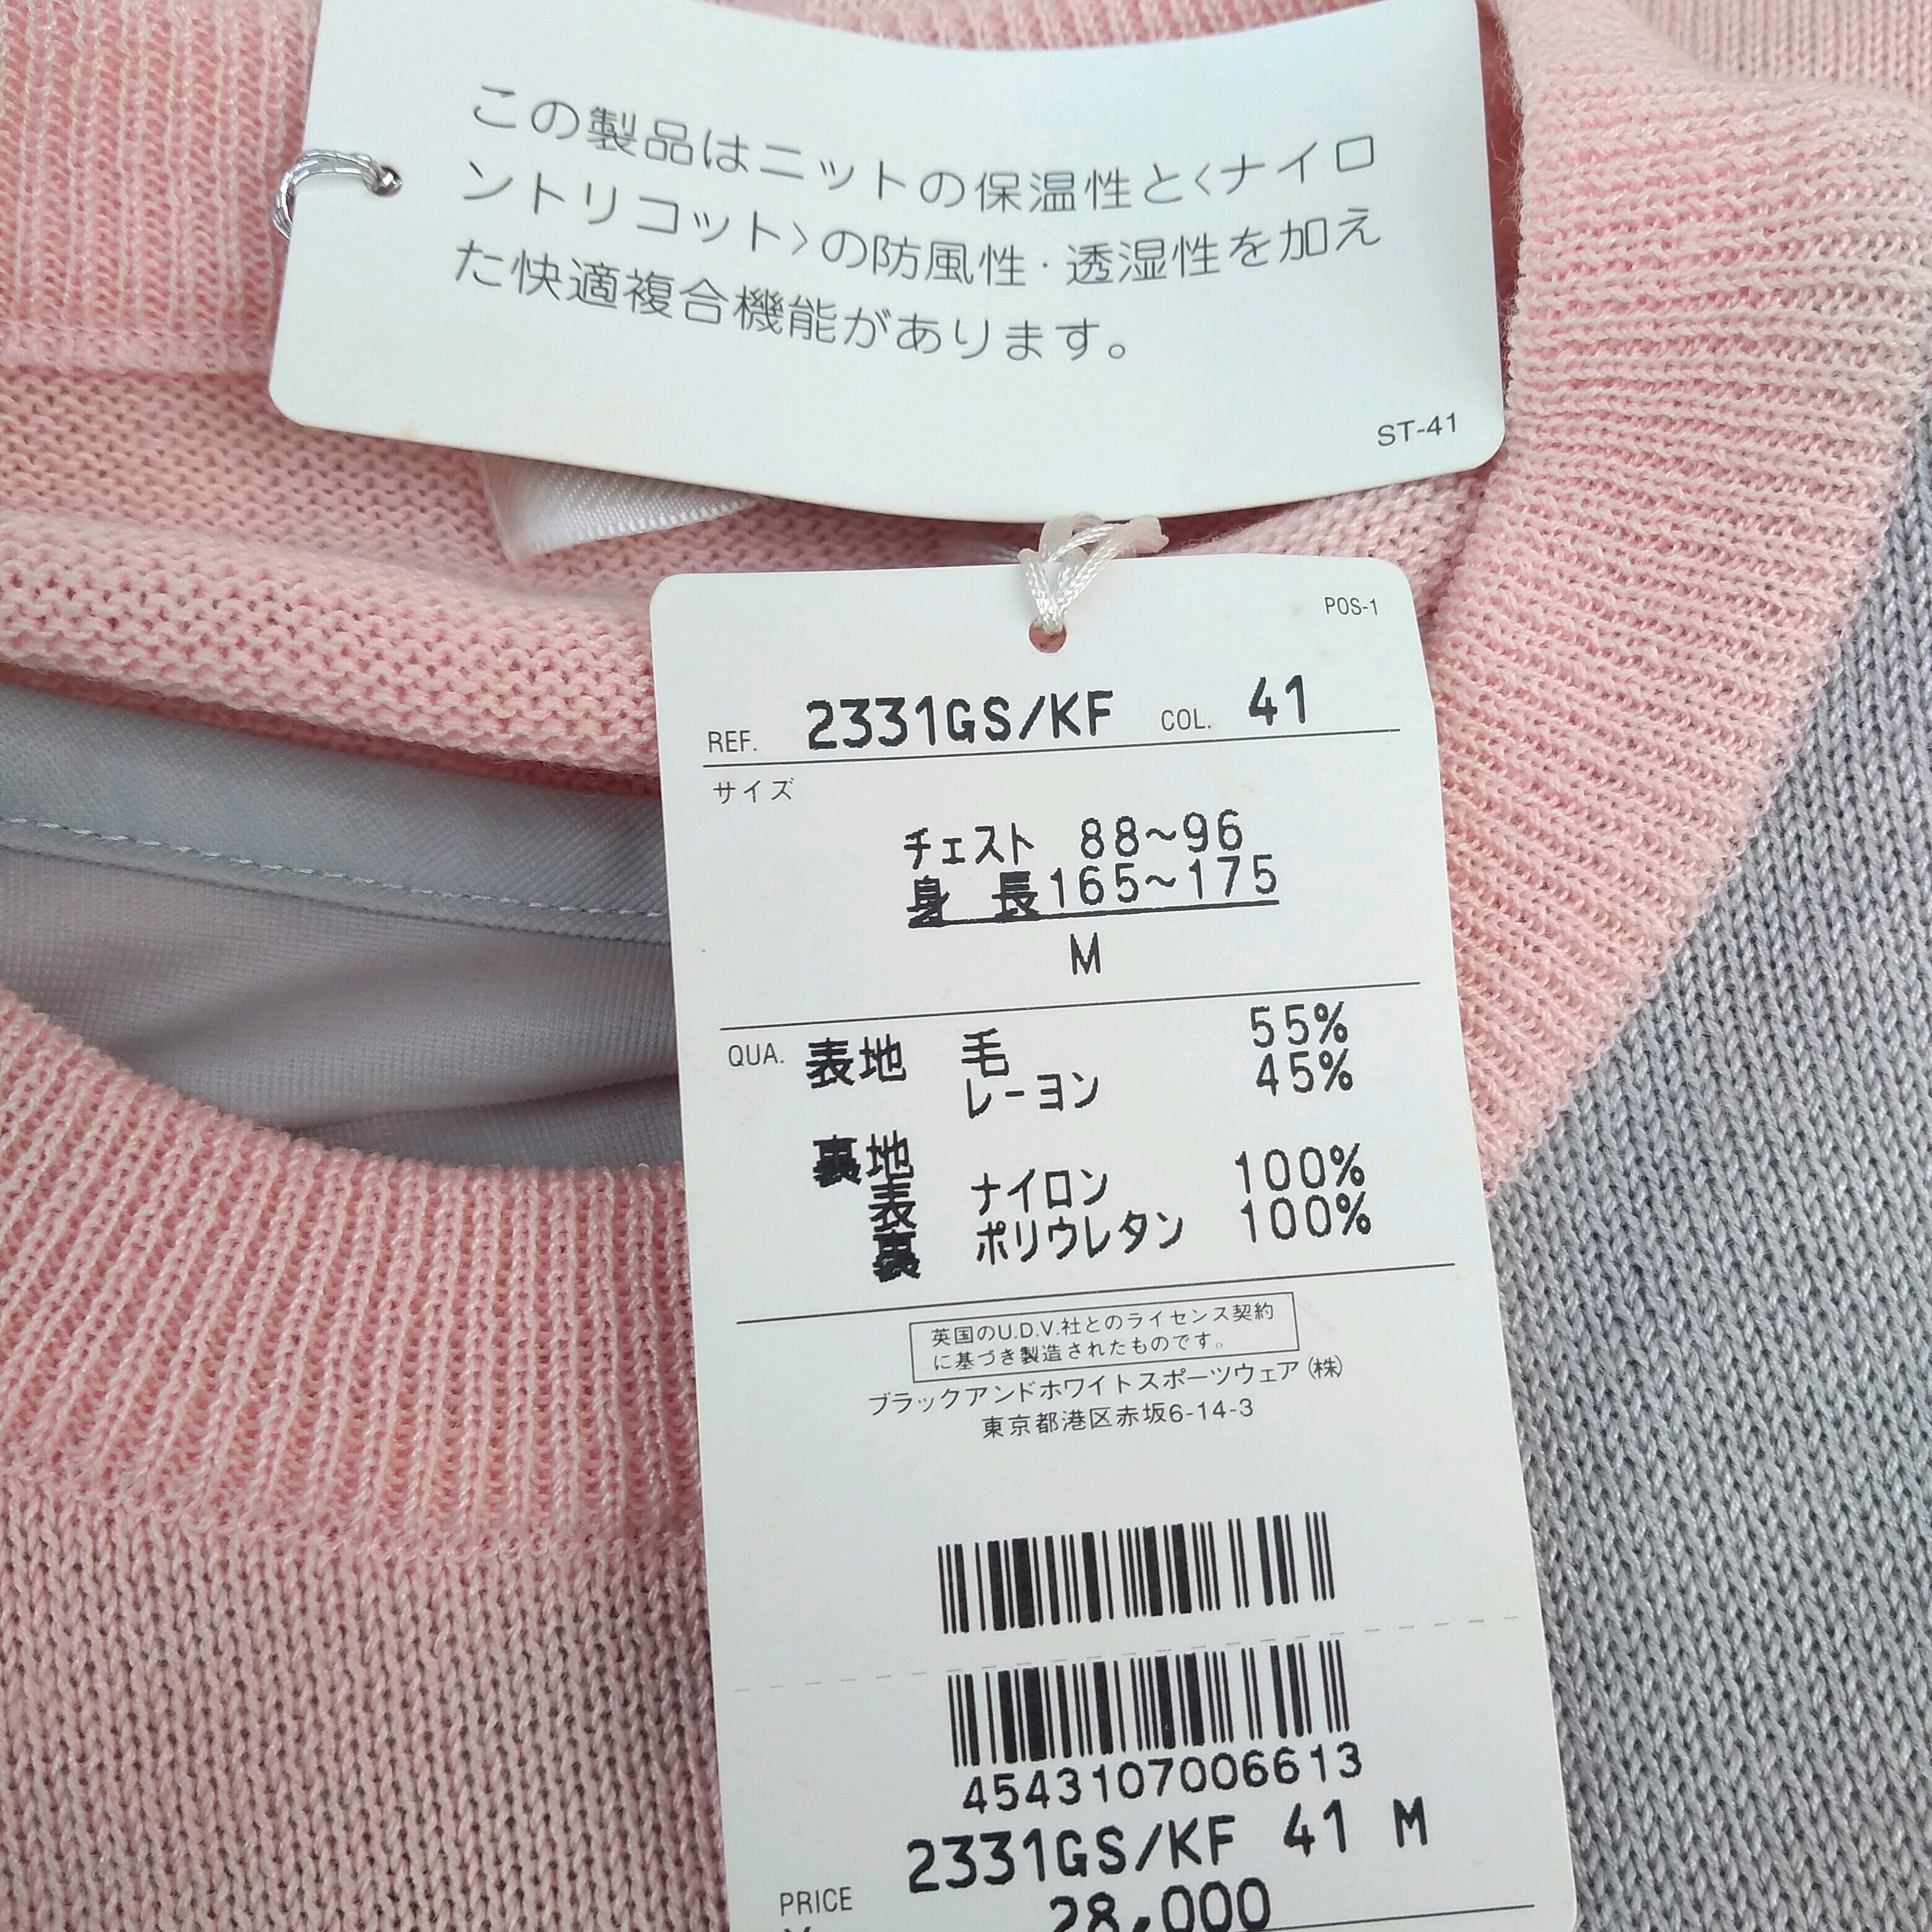 この製品はニットの保温性と〈ナイロ
ントリコット〉の防風性・透湿性を加え
た快適複合機能があります。
ST-41
POS-1
REF. 2331GS/KF COL. 41
サイズ
チェスト 88~96
身 長165~175
M
QUA. 表地 毛 55%
レーヨン 45%
裏地
表 ナイロン 100%
裏 ポリウレタン 100%
英国のU.D.V.社とのライセンス契約
に基づき製造されたものです。
ブラックアンドホワイトスポーツウェア(株)
東京都港区赤坂6-14-3
4543107006613
2331GS/KF 41 M
PRICE
¥ 28,000